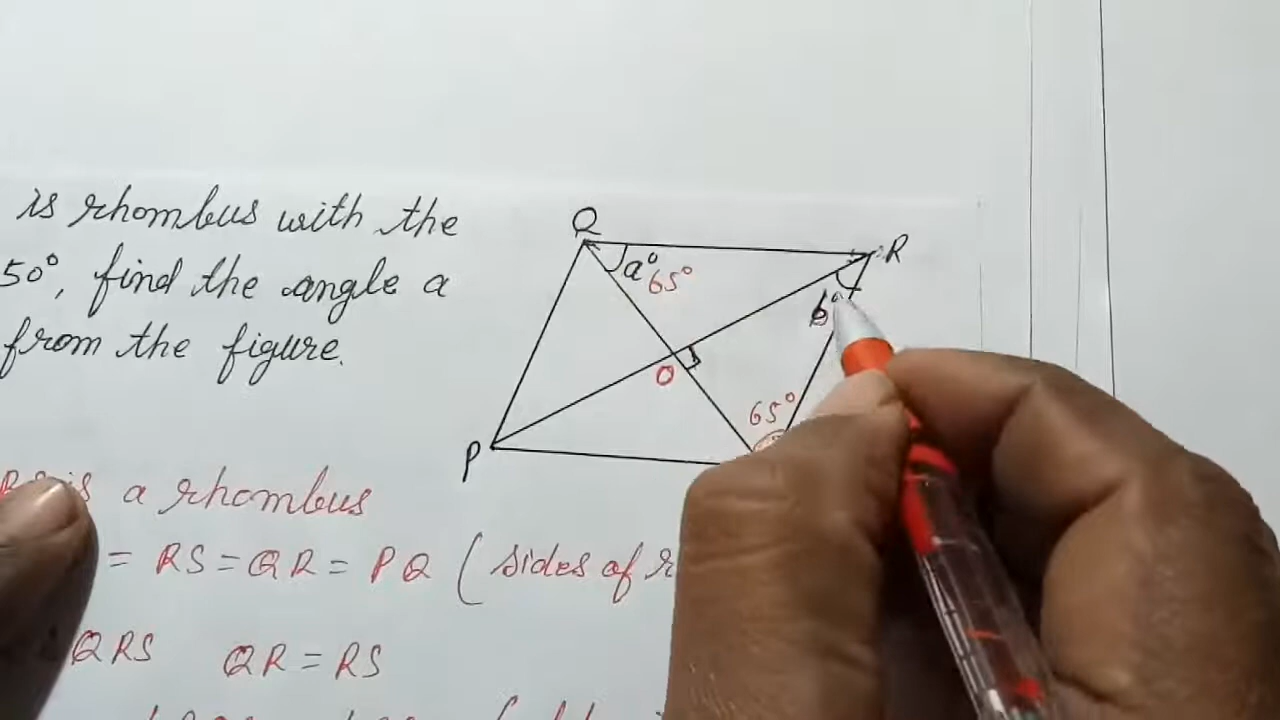 is rhombus with the
50°, find the angle a
from the figure.
Q
R
a°
65°
b°
O
65°
P
is a rhombus
= RS = QR = PQ ( sides of
QRS QR = RS